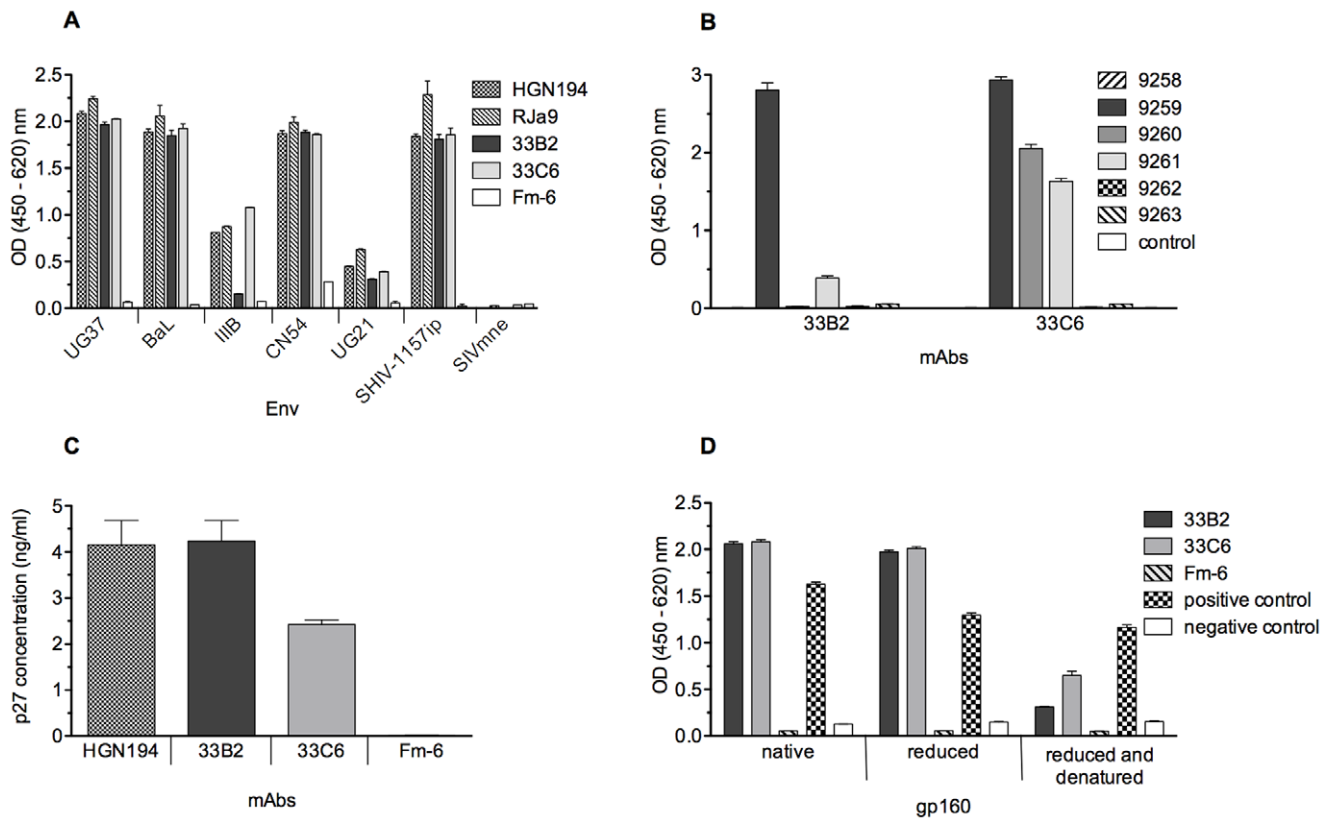 A
OD (450 - 620) nm
2.5
2.0
1.5
1.0
0.5
0.0
UG37
BaL
IIIB
CN54
UG21
SHIV-1157ip
SIVmne
Env
HGN194
RJa9
33B2
33C6
Fm-6
B
OD (450 - 620) nm
3
2
1
0
33B2
33C6
mAbs
9258
9259
9260
9261
9262
9263
control
C
p27 concentration (ng/ml)
5
4
3
2
1
0
HGN194
33B2
33C6
Fm-6
mAbs
D
OD (450 - 620) nm
2.5
2.0
1.5
1.0
0.5
0.0
native
reduced
reduced and
denatured
gp160
33B2
33C6
Fm-6
positive control
negative control